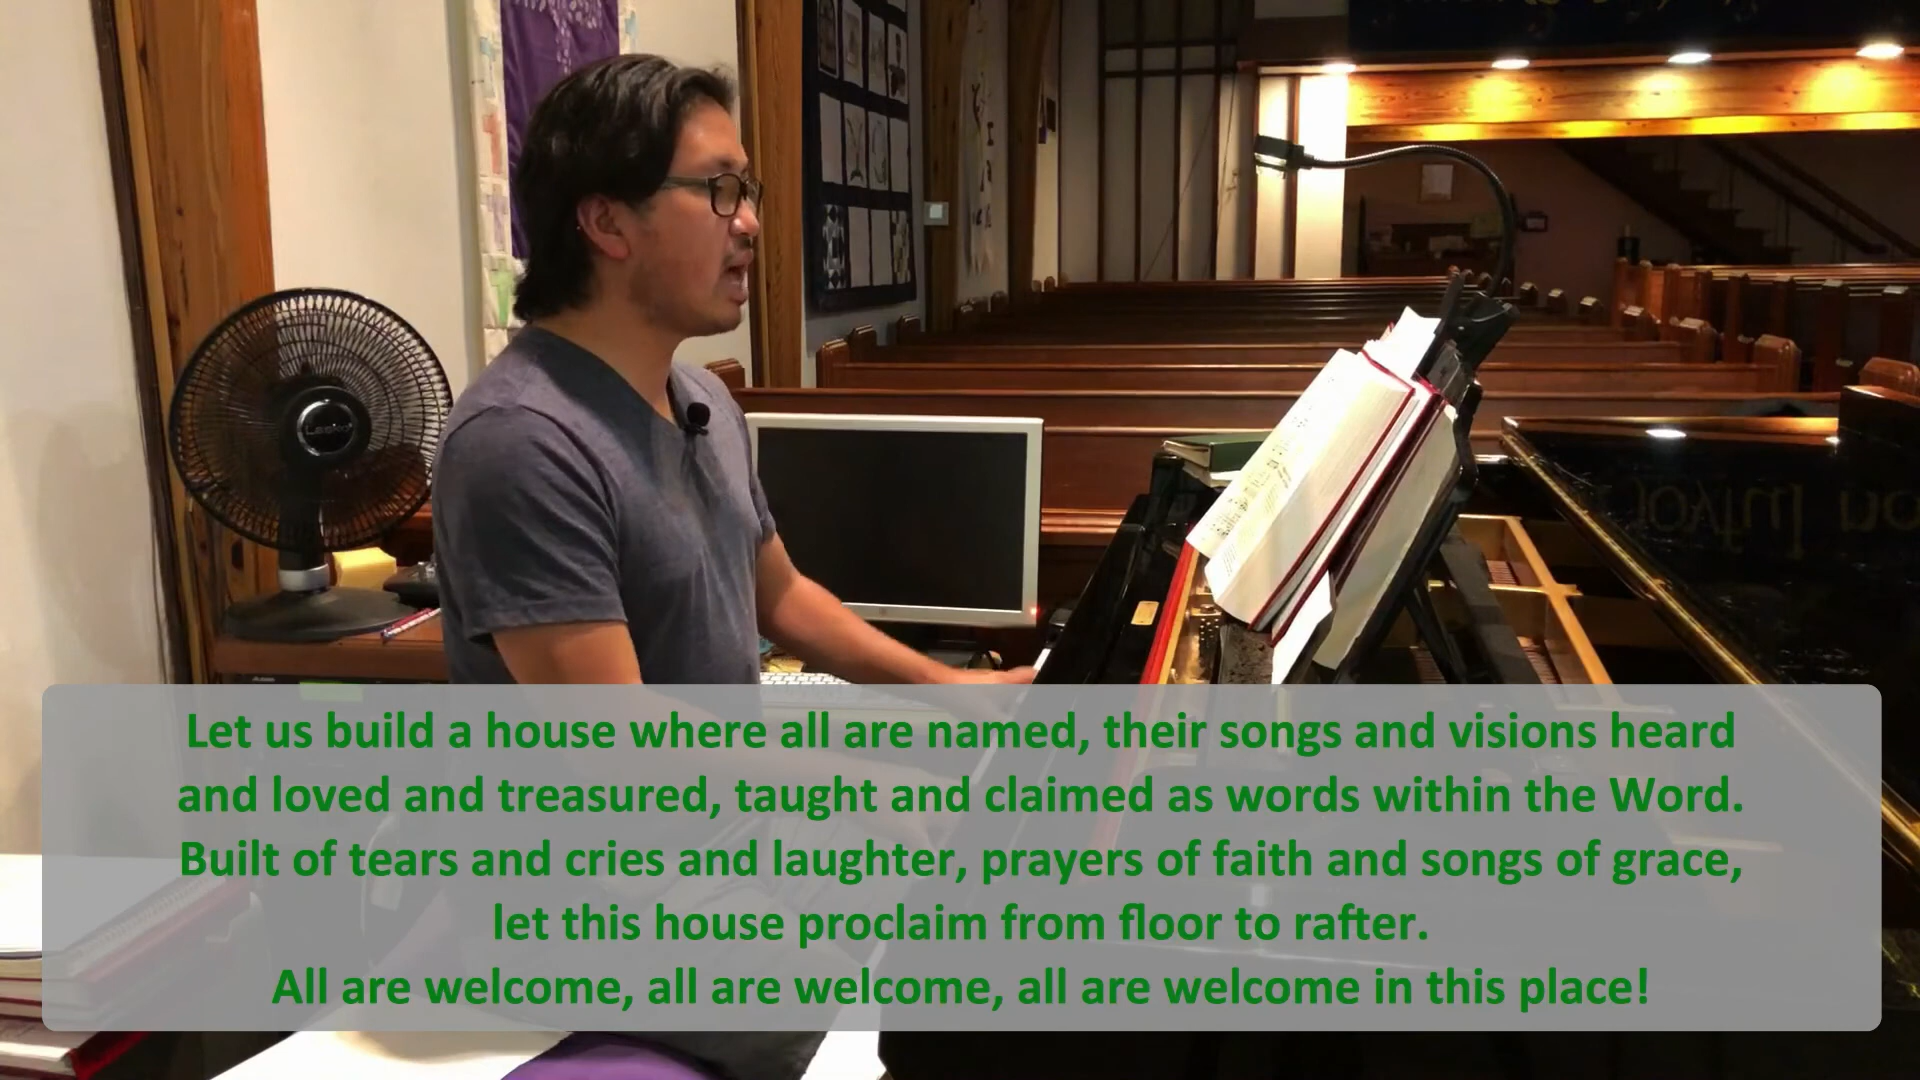 Let us build a house where all are named, their songs and visions heard
and loved and treasured, taught and claimed as words within the Word.
Built of tears and cries and laughter, prayers of faith and songs of grace,
let this house proclaim from floor to rafter.
All are welcome, all are welcome, all are welcome in this place!
Lasko
joyful